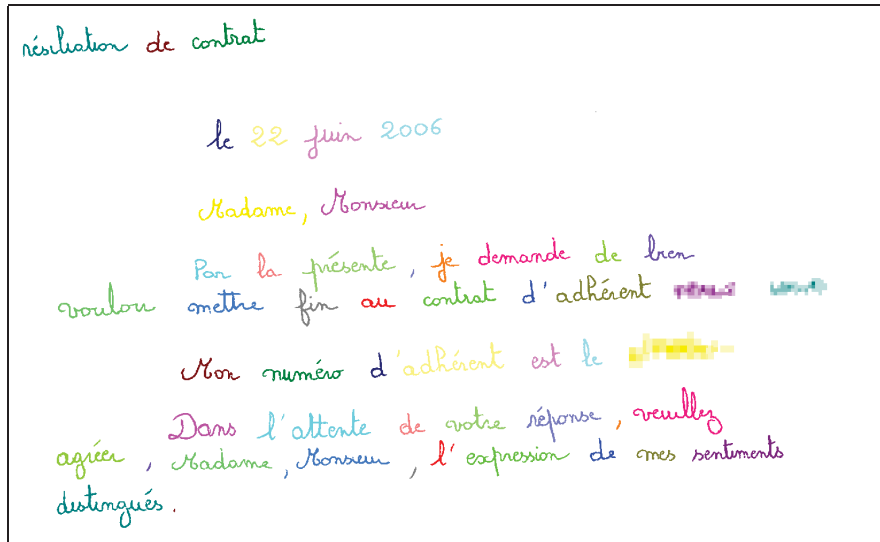 résiliation de contrat
le 22 juin 2006
Madame, Monsieur
Par la présente, je demande de bien
vouloir mettre fin au contrat d'adhérent
Mon numéro d'adhérent est le
Dans l'attente de votre réponse, veuillez
agréer, Madame, Monsieur, l'expression de mes sentiments
distingués.